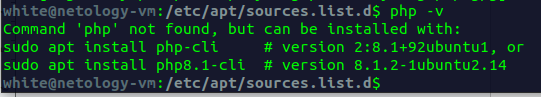 white@netology-vm:/etc/apt/sources.list.d$ php -v
Command 'php' not found, but can be installed with:
sudo apt install php-cli     # version 2:8.1+92ubuntu1, or
sudo apt install php8.1-cli  # version 8.1.2-1ubuntu2.14
white@netology-vm:/etc/apt/sources.list.d$